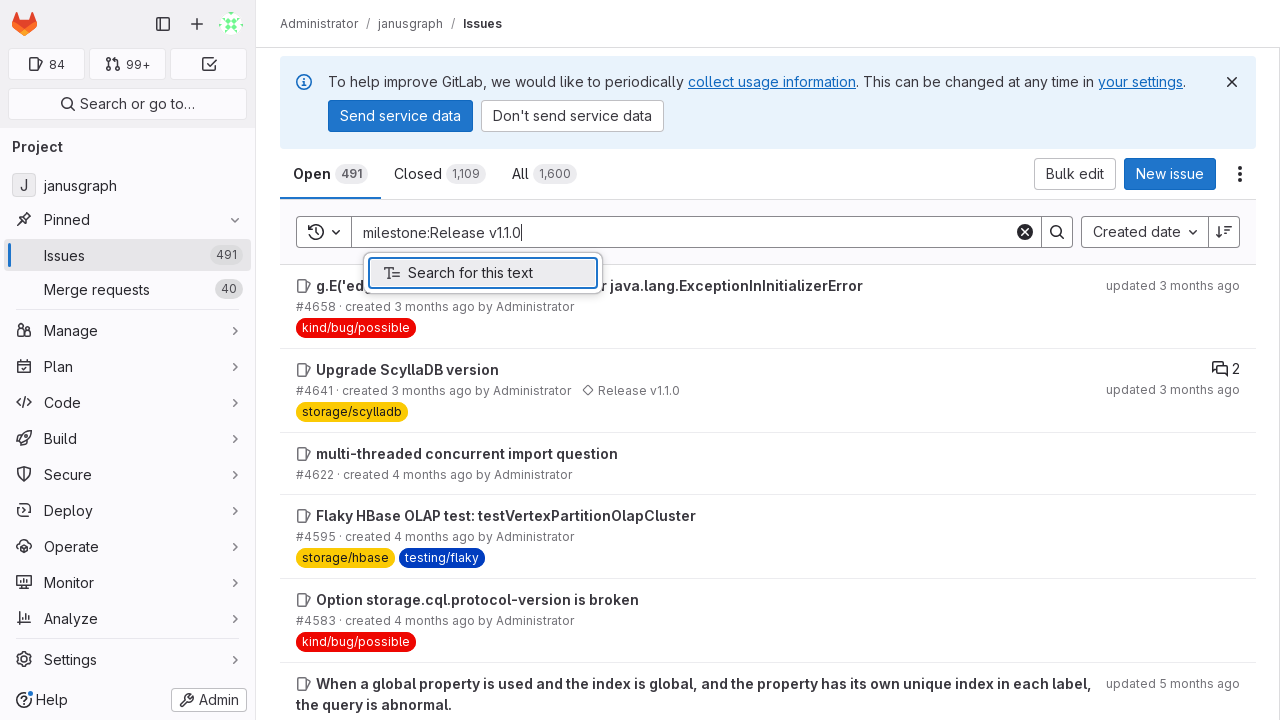 Administrator / janusgraph / Issues
84
99+
Search or go to…
Project
J janusgraph
Pinned
Issues 491
Merge requests 40
Manage
Plan
Code
Build
Secure
Deploy
Operate
Monitor
Analyze
Settings
Help
Admin
To help improve GitLab, we would like to periodically collect usage information. This can be changed at any time in your settings.
Send service data
Don't send service data
Open 491
Closed 1,109
All 1,600
Bulk edit
New issue
milestone:Release v1.1.0
Created date
Search for this text
g.E('edg
r java.lang.ExceptionInInitializerError
updated 3 months ago
#4658 · created 3 months ago by Administrator
kind/bug/possible
Upgrade ScyllaDB version
2
#4641 · created 3 months ago by Administrator
Release v1.1.0
updated 3 months ago
storage/scylladb
multi-threaded concurrent import question
#4622 · created 4 months ago by Administrator
Flaky HBase OLAP test: testVertexPartitionOlapCluster
#4595 · created 4 months ago by Administrator
storage/hbase
testing/flaky
Option storage.cql.protocol-version is broken
#4583 · created 4 months ago by Administrator
kind/bug/possible
When a global property is used and the index is global, and the property has its own unique index in each label,
updated 5 months ago
the query is abnormal.